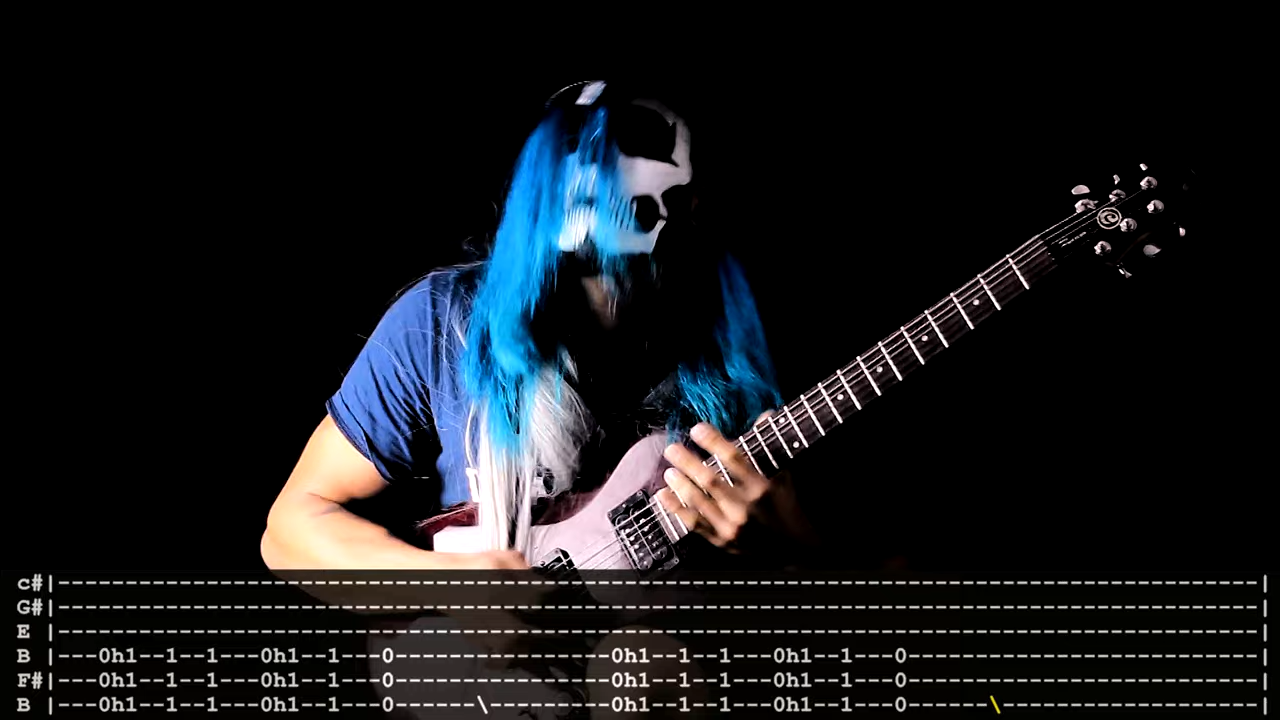 c#|-----------------------------------------------------------------------------------------|
G#|-----------------------------------------------------------------------------------------|
E |-----------------------------------------------------------------------------------------|
B |---0h1--1--1---0h1--1---0----------------0h1--1--1---0h1--1---0--------------------------|
F#|---0h1--1--1---0h1--1---0----------------0h1--1--1---0h1--1---0--------------------------|
B |---0h1--1--1---0h1--1---0------\---------0h1--1--1---0h1--1---0------\-------------------|